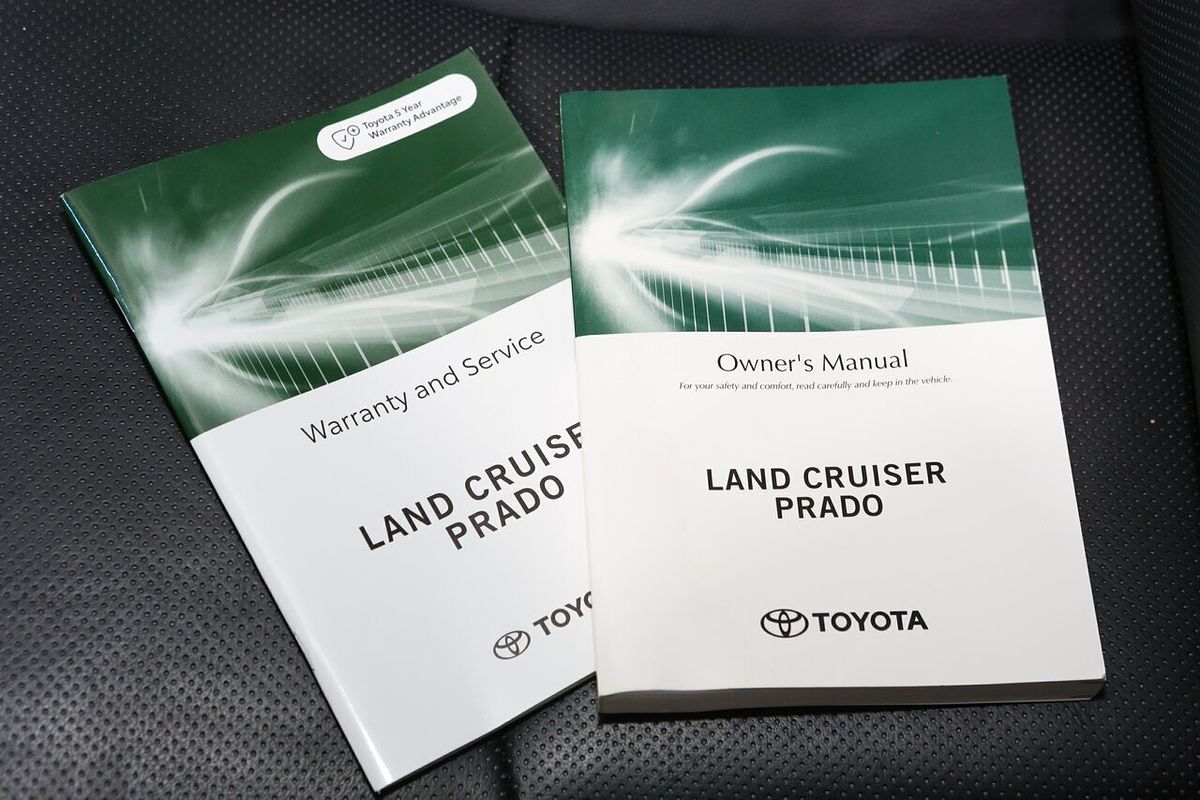 Toyota 5 Year
Warranty Advantage
Warranty and Service
LAND CRUISE
PRADO
TOYO
Owner's Manual
For your safety and comfort, read carefully and keep in the vehicle.
LAND CRUISER
PRADO
TOYOTA